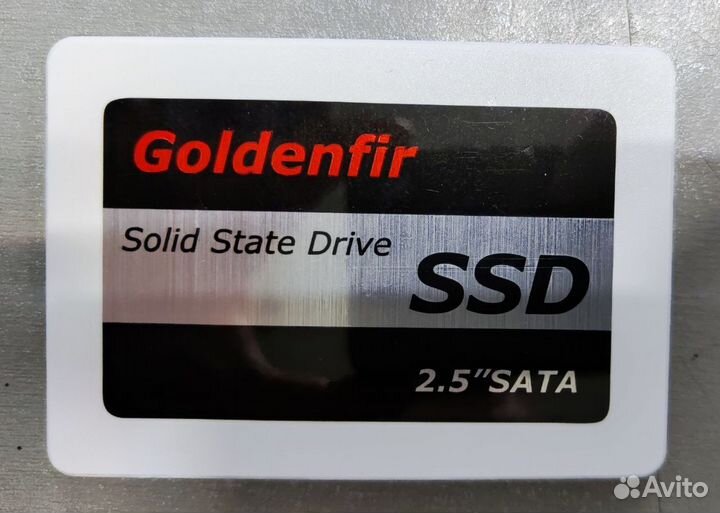 Goldenfir
Solid State Drive
SSD
2.5"SATA
Avito